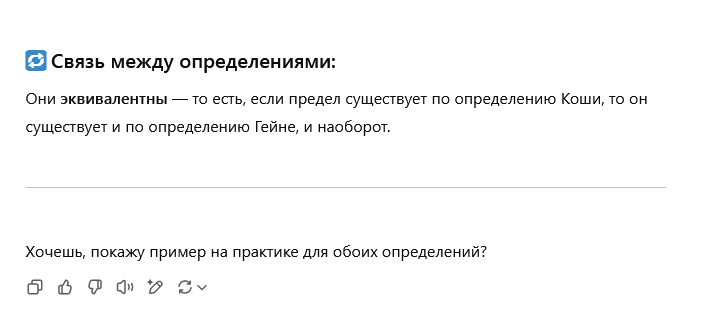 Связь между определениями:
Они эквивалентны — то есть, если предел существует по определению Коши, то он
существует и по определению Гейне, и наоборот.
Хочешь, покажу пример на практике для обоих определений?